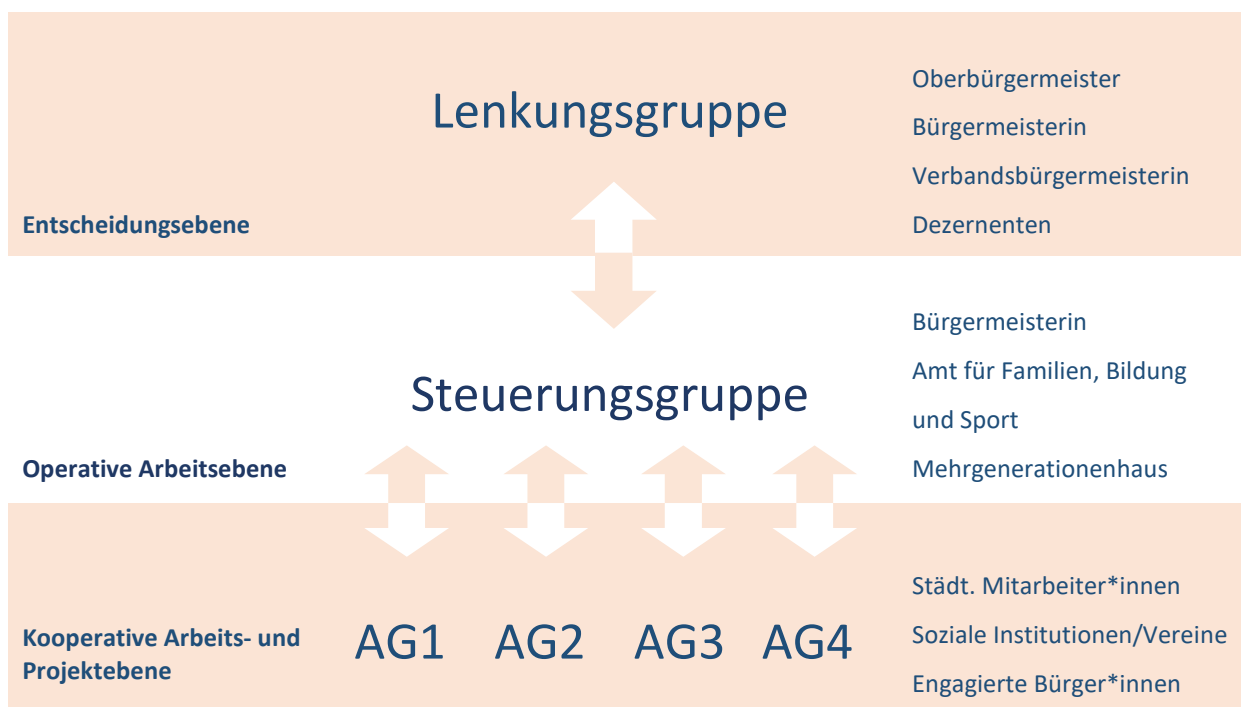 Lenkungsgruppe
Oberbürgermeister
Bürgermeisterin
Verbandsbürgermeisterin
Dezernenten
Entscheidungsebene
Steuerungsgruppe
Bürgermeisterin
Amt für Familien, Bildung
und Sport
Mehrgenerationenhaus
Operative Arbeitsebene
Kooperative Arbeits- und
Projektebene
AG1 AG2 AG3 AG4
Städt. Mitarbeiter*innen
Soziale Institutionen/Vereine
Engagierte Bürger*innen